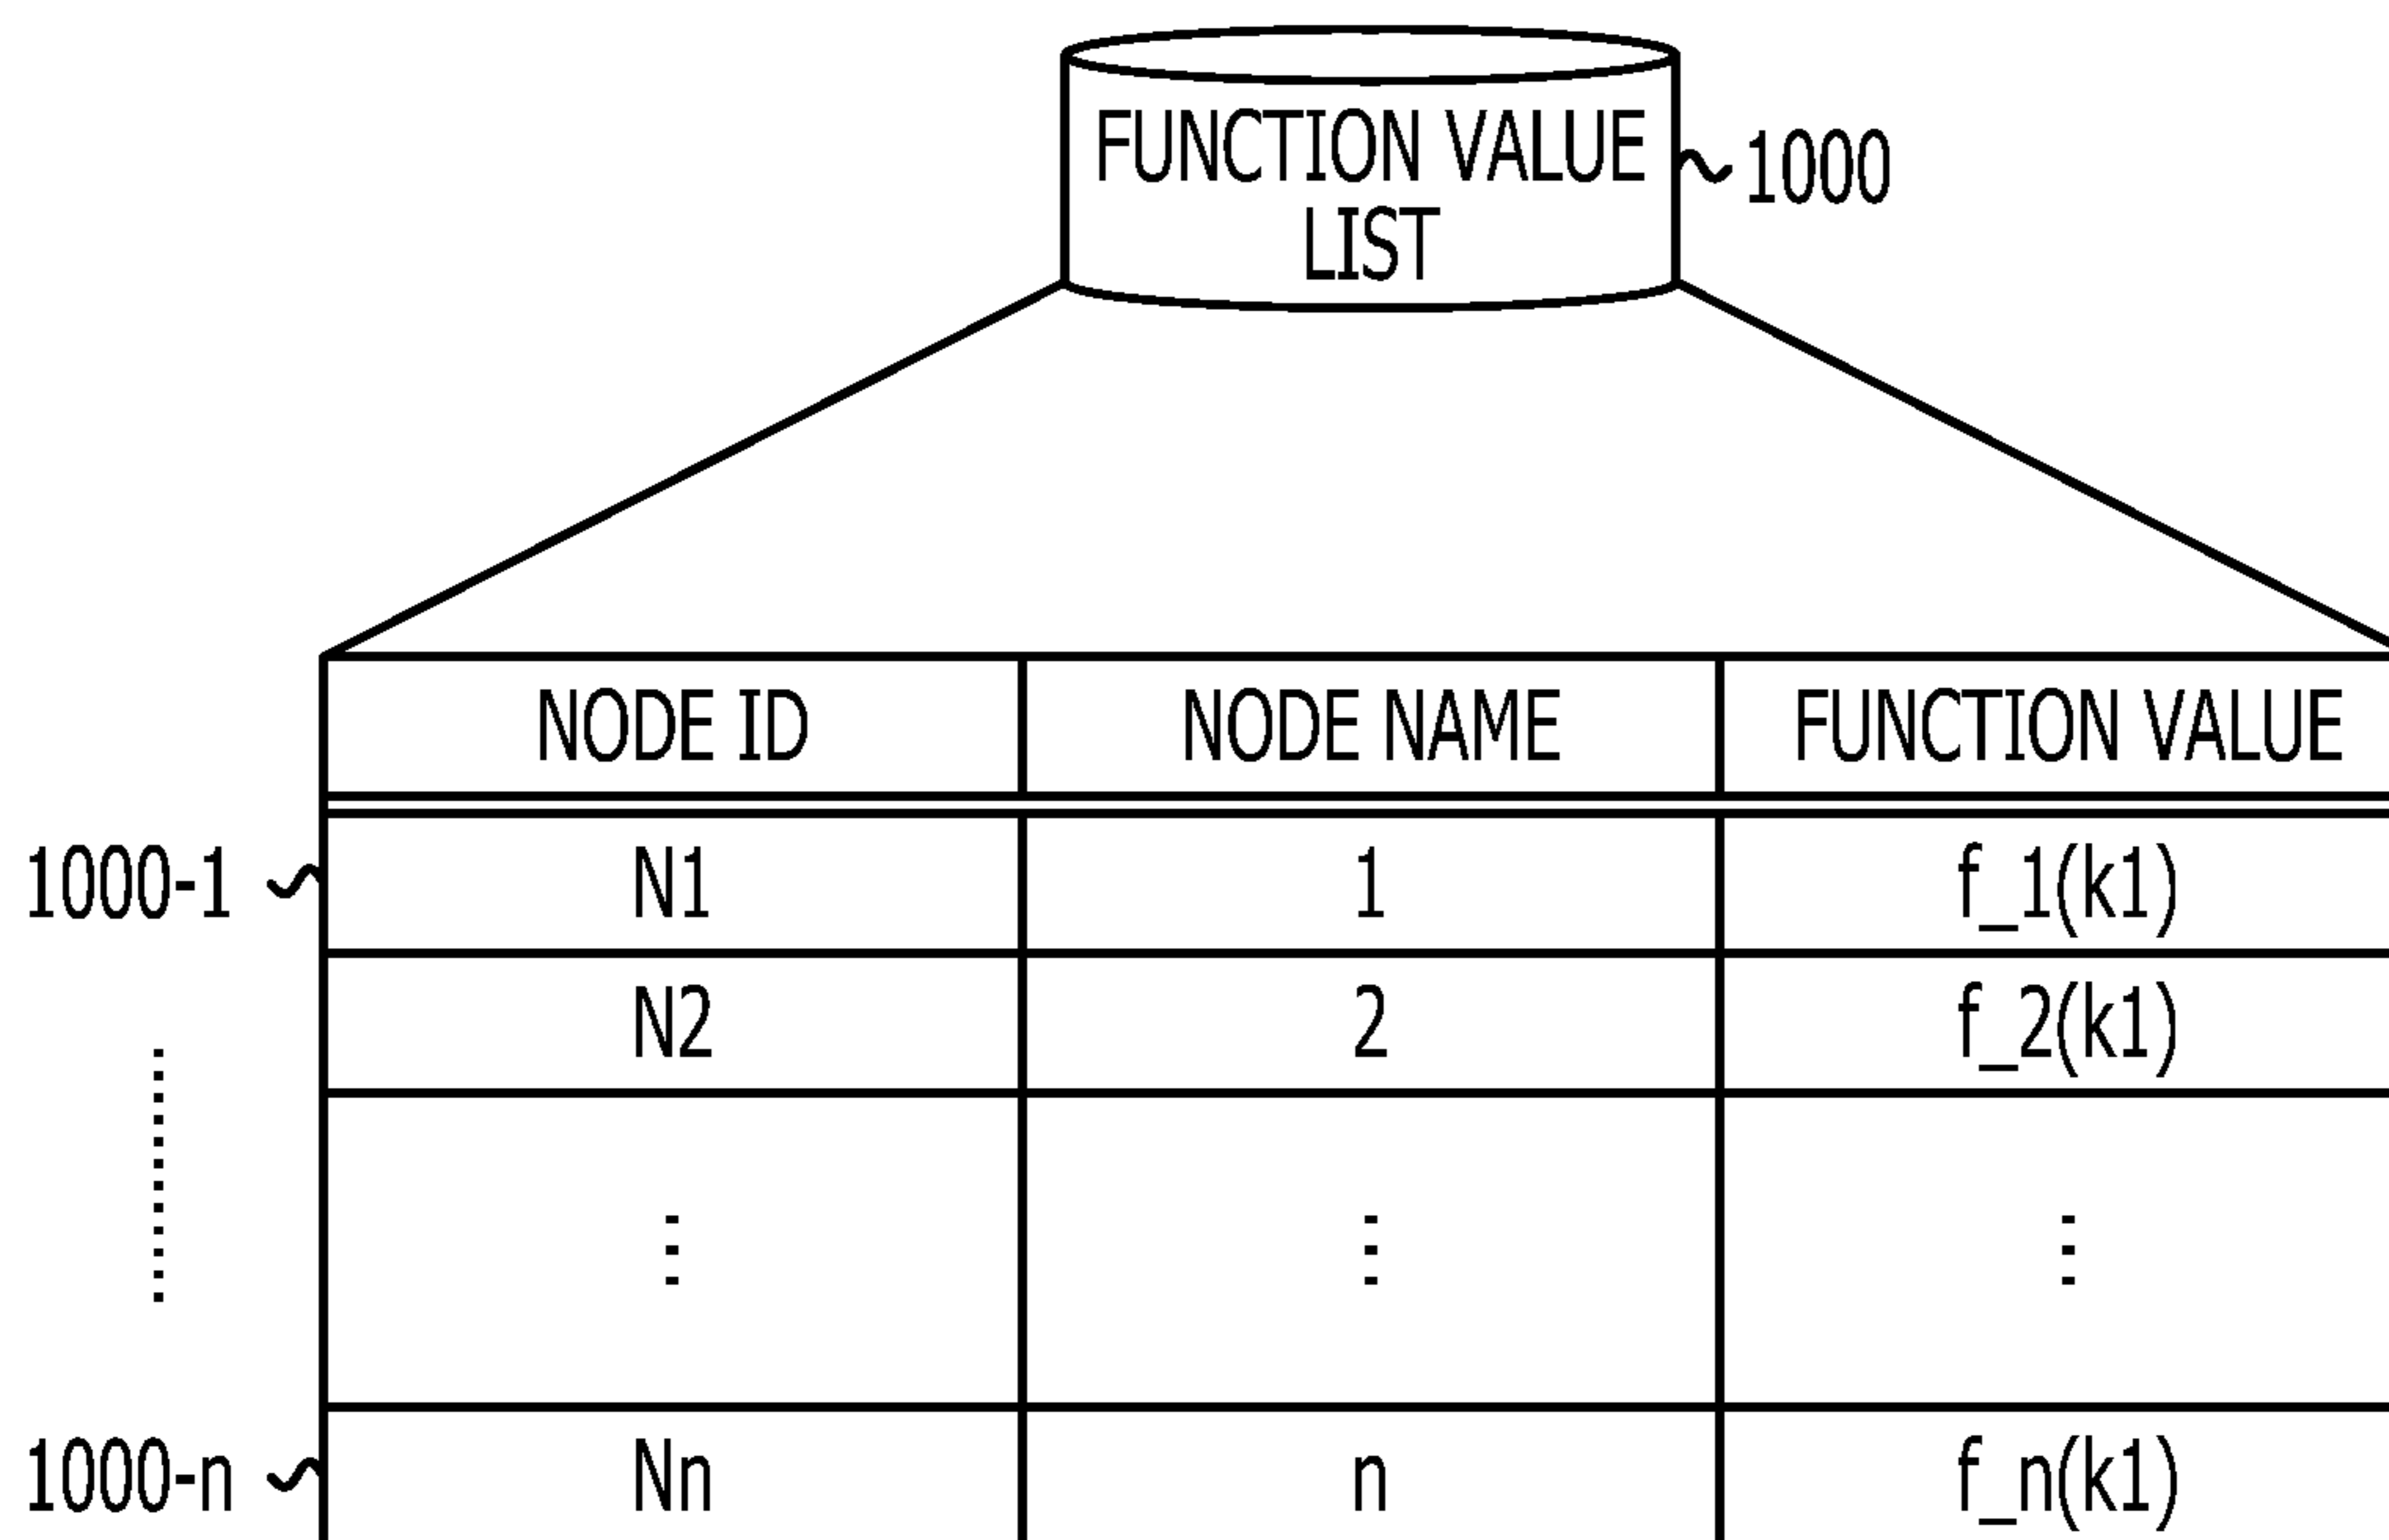 FUNCTION VALUE
LIST
1000
NODE ID NODE NAME FUNCTION VALUE
1000-1 N1 1 f_1(k1)
N2 2 f_2(k1)
⋮ ⋮ ⋮
1000-n Nn n f_n(k1)